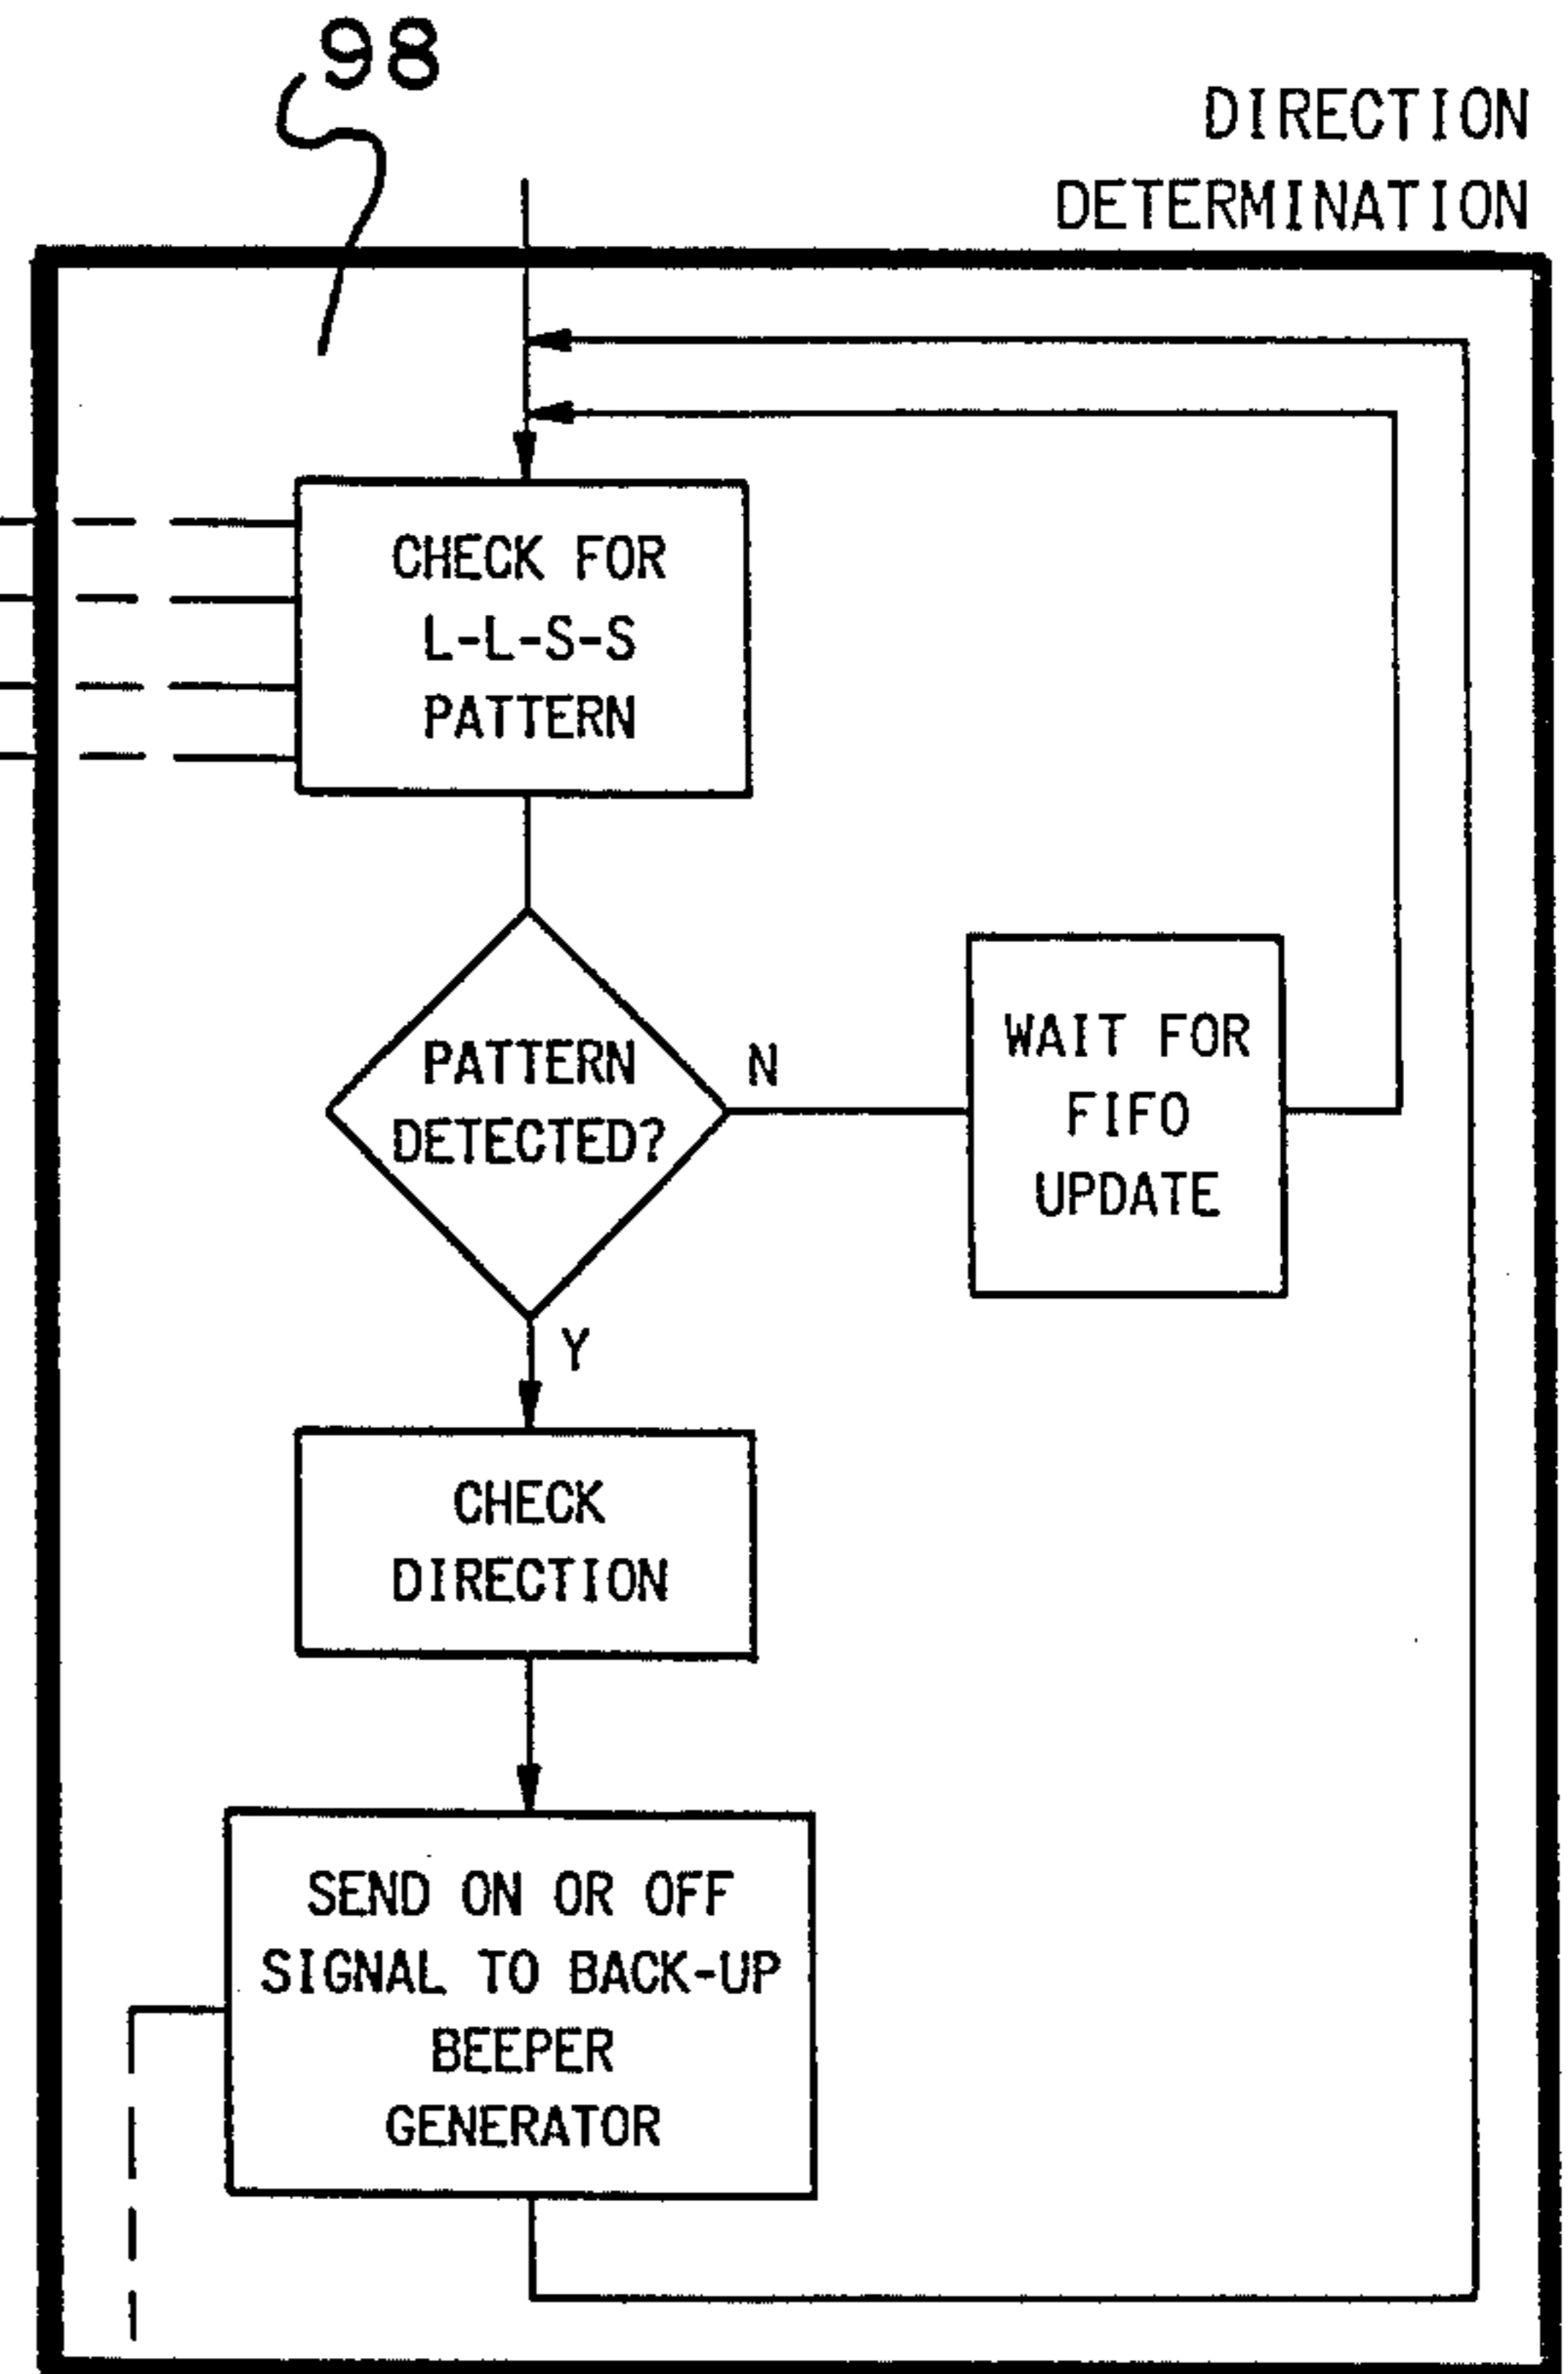 98
DIRECTION
DETERMINATION
CHECK FOR
L-L-S-S
PATTERN
PATTERN
DETECTED?
N
WAIT FOR
FIFO
UPDATE
Y
CHECK
DIRECTION
SEND ON OR OFF
SIGNAL TO BACK-UP
BEEPER
GENERATOR